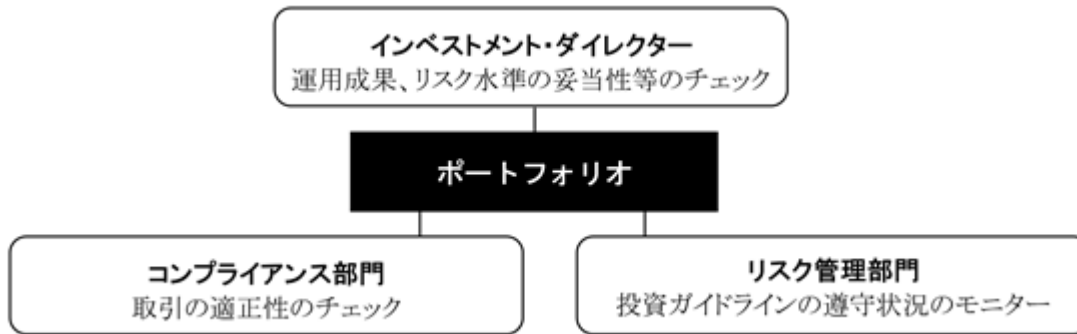 インベストメント・ダイレクター
運用成果、リスク水準の妥当性等のチェック
ポートフォリオ
コンプライアンス部門
取引の適正性のチェック
リスク管理部門
投資ガイドラインの遵守状況のモニター